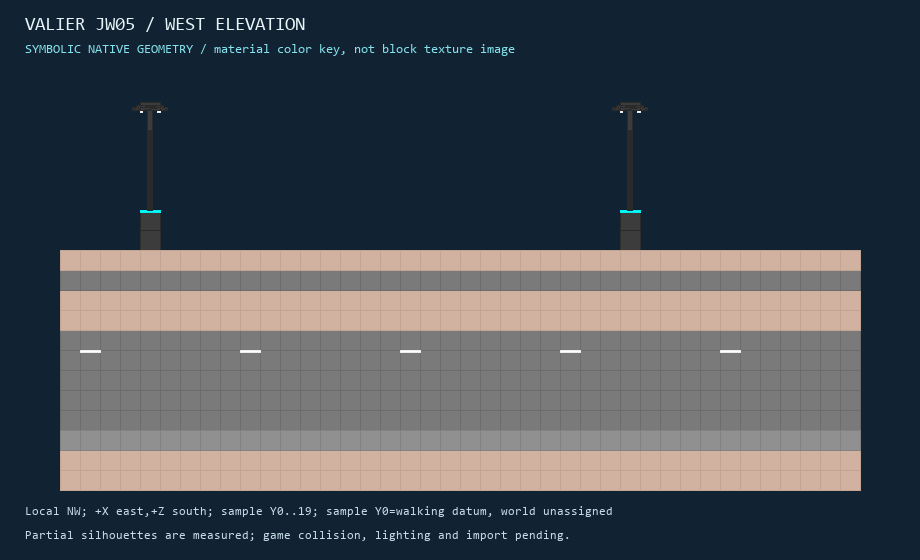 VALIER JW05 / WEST ELEVATION
SYMBOLIC NATIVE GEOMETRY / material color key, not block texture image
Local NW; +X east,+Z south; sample Y0..19; sample Y0=walking datum, world unassigned
Partial silhouettes are measured; game collision, lighting and import pending.